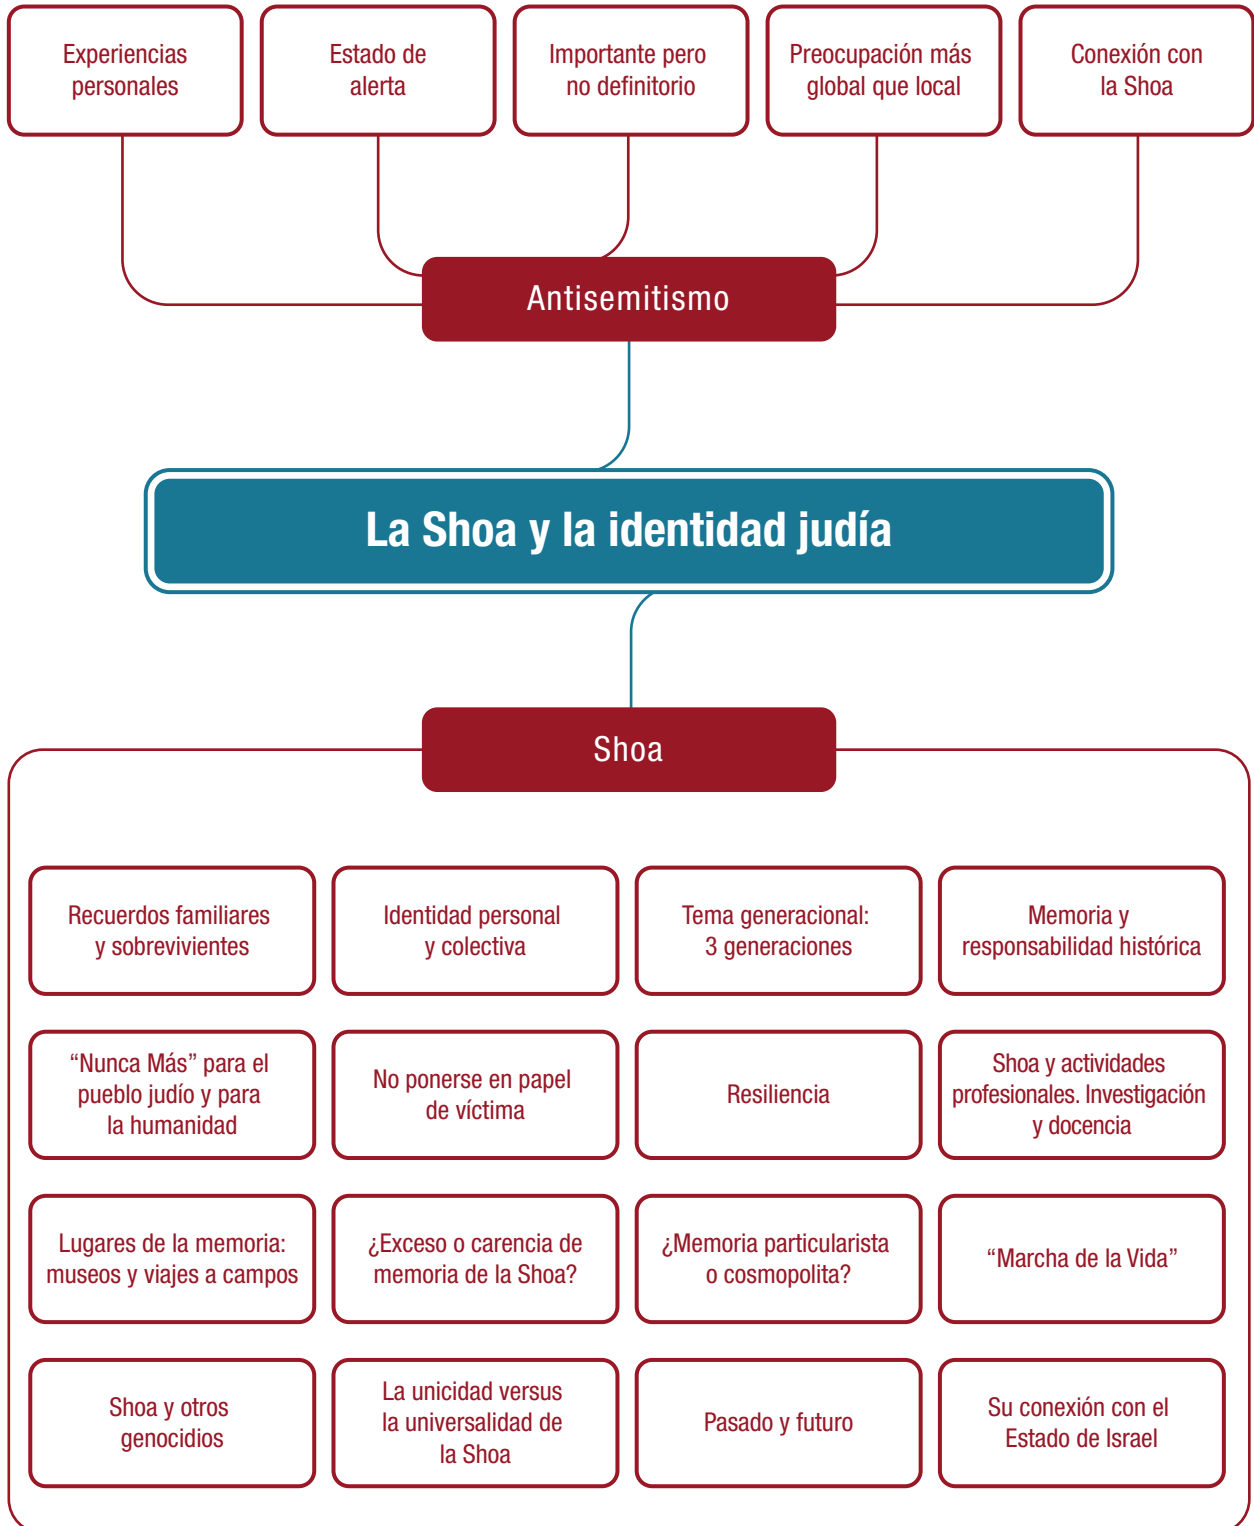 Experiencias
personales
Estado de
alerta
Importante pero
no definitorio
Preocupación más
global que local
Conexión con
la Shoa
Antisemitismo
La Shoa y la identidad judía
Shoa
Recuerdos familiares
y sobrevivientes
Identidad personal
y colectiva
Tema generacional:
3 generaciones
Memoria y
responsabilidad histórica
“Nunca Más” para el
pueblo judío y para
la humanidad
No ponerse en papel
de víctima
Resiliencia
Shoa y actividades
profesionales. Investigación
y docencia
Lugares de la memoria:
museos y viajes a campos
¿Exceso o carencia de
memoria de la Shoa?
¿Memoria particularista
o cosmopolita?
“Marcha de la Vida”
Shoa y otros
genocidios
La unicidad versus
la universalidad de
la Shoa
Pasado y futuro
Su conexión con el
Estado de Israel